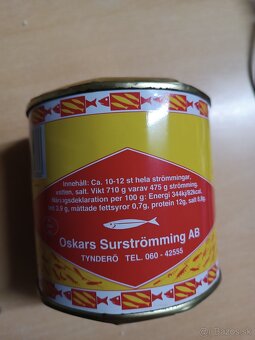 Innehåll: Ca. 10-12 st hela strömmingar,
vatten, salt. Vikt 710 g varav 475 g strömming.
Näringsdeklaration per 100 g: Energi 344kj/82kcal,
fett 3,9 g, mättade fettsyror 0,7g, protein 12g, salt 8,8g.
Oskars Surströmming AB
TYNDERÖ TEL. 060 - 42555